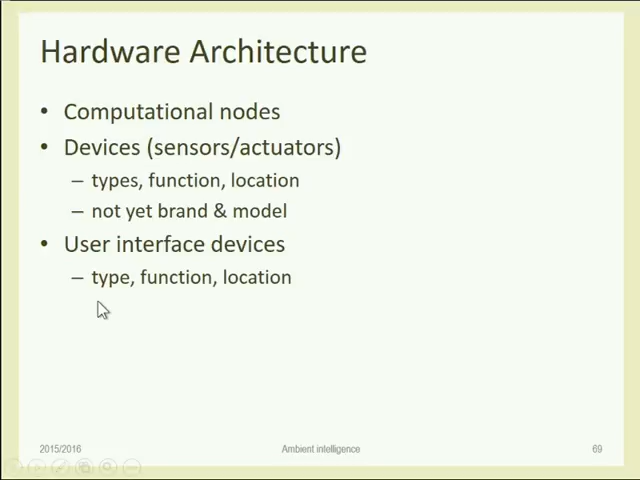 Hardware Architecture
• Computational nodes
• Devices (sensors/actuators)
– types, function, location
– not yet brand & model
• User interface devices
– type, function, location
2015/2016
Ambient intelligence
69